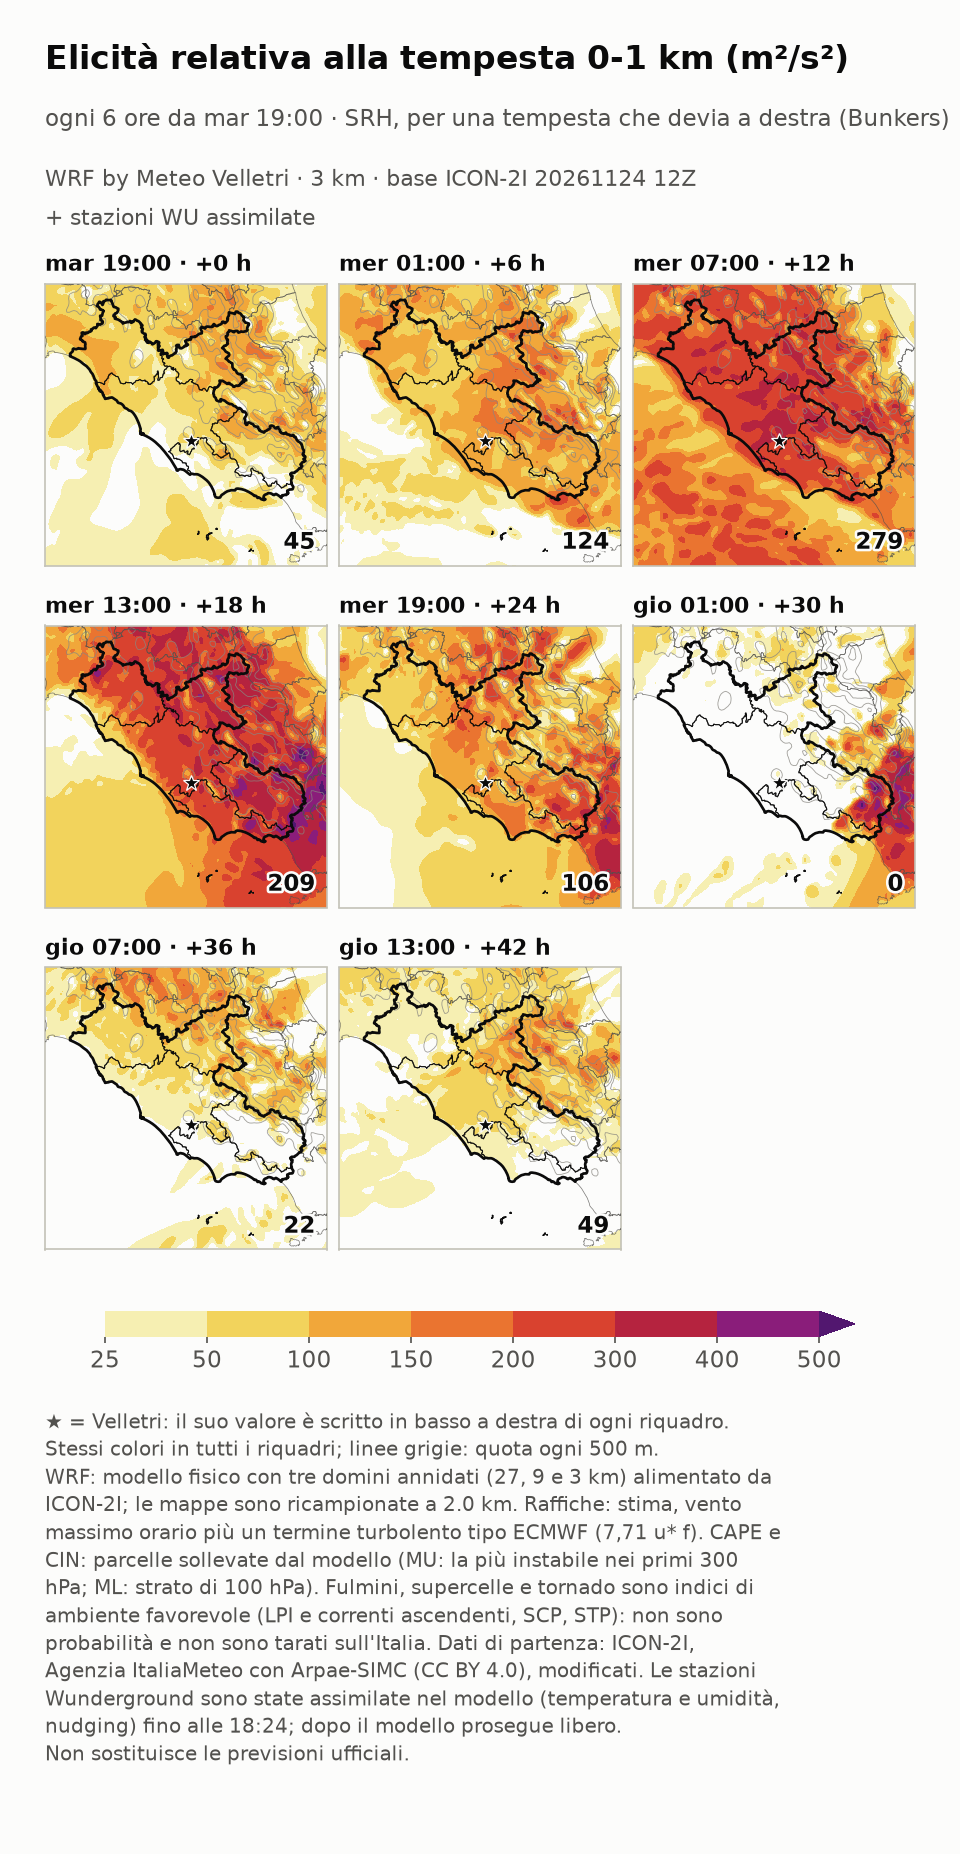 Elicità relativa alla tempesta 0-1 km (m²/s²)
ogni 6 ore da mar 19:00 · SRH, per una tempesta che devia a destra (Bunkers)
WRF by Meteo Velletri · 3 km · base ICON-2I 20261124 12Z
+ stazioni WU assimilate
mar 19:00 · +0 h
mer 01:00 · +6 h
mer 07:00 · +12 h
45
124
279
mer 13:00 · +18 h
mer 19:00 · +24 h
gio 01:00 · +30 h
209
106
0
gio 07:00 · +36 h
gio 13:00 · +42 h
22
49
25 50 100 150 200 300 400 500
★ = Velletri: il suo valore è scritto in basso a destra di ogni riquadro.
Stessi colori in tutti i riquadri; linee grigie: quota ogni 500 m.
WRF: modello fisico con tre domini annidati (27, 9 e 3 km) alimentato da
ICON-2I; le mappe sono ricampionate a 2.0 km. Raffiche: stima, vento
massimo orario più un termine turbolento tipo ECMWF (7,71 u* f). CAPE e
CIN: parcelle sollevate dal modello (MU: la più instabile nei primi 300
hPa; ML: strato di 100 hPa). Fulmini, supercelle e tornado sono indici di
ambiente favorevole (LPI e correnti ascendenti, SCP, STP): non sono
probabilità e non sono tarati sull'Italia. Dati di partenza: ICON-2I,
Agenzia ItaliaMeteo con Arpae-SIMC (CC BY 4.0), modificati. Le stazioni
Wunderground sono state assimilate nel modello (temperatura e umidità,
nudging) fino alle 18:24; dopo il modello prosegue libero.
Non sostituisce le previsioni ufficiali.